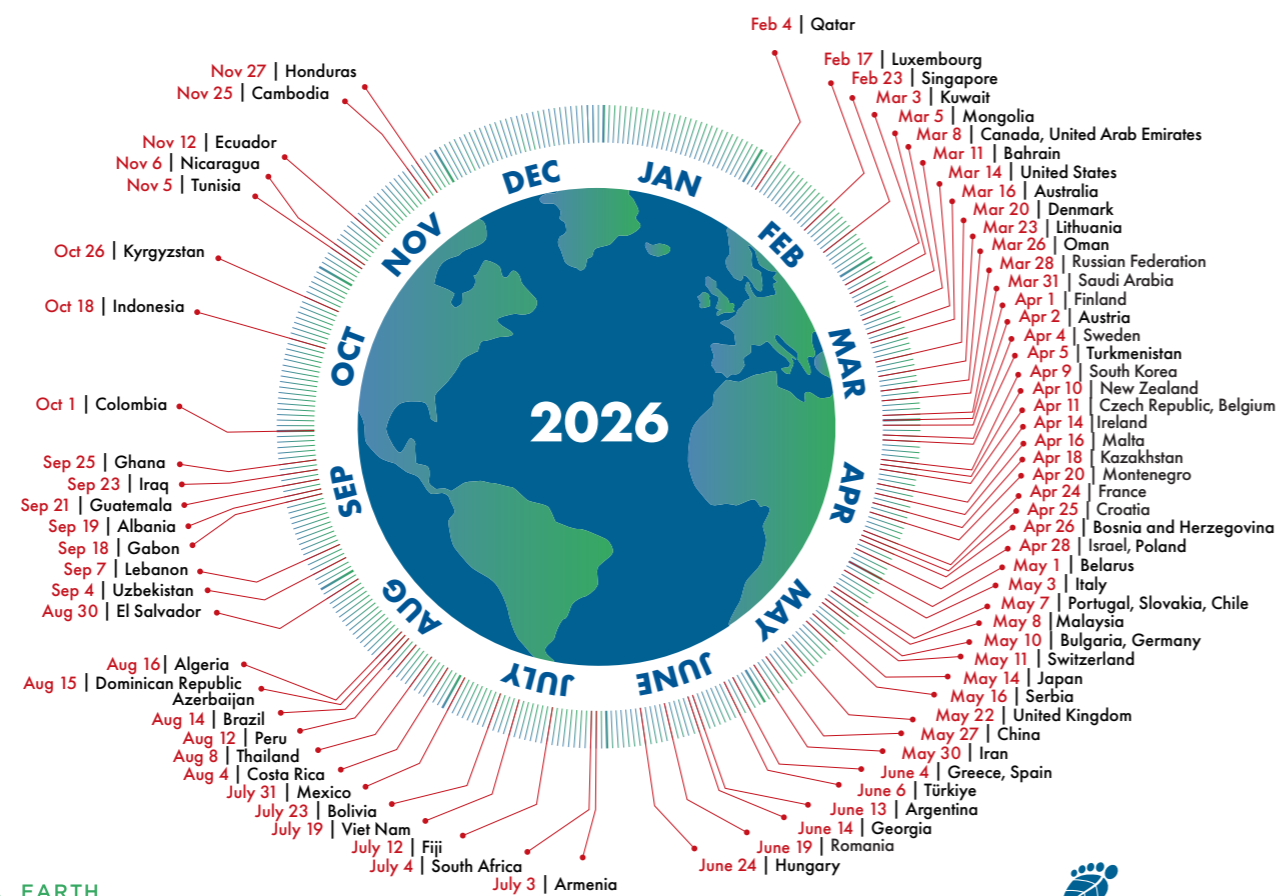 Feb 4 | Qatar
Feb 17 | Luxembourg
Feb 23 | Singapore
Mar 3 | Kuwait
Mar 5 | Mongolia
Mar 8 | Canada, United Arab Emirates
Mar 11 | Bahrain
Mar 14 | United States
Mar 16 | Australia
Mar 20 | Denmark
Mar 23 | Lithuania
Mar 26 | Oman
Mar 28 | Russian Federation
Mar 31 | Saudi Arabia
Apr 1 | Finland
Apr 2 | Austria
Apr 4 | Sweden
Apr 5 | Turkmenistan
Apr 9 | South Korea
Apr 10 | New Zealand
Apr 11 | Czech Republic, Belgium
Apr 14 | Ireland
Apr 16 | Malta
Apr 18 | Kazakhstan
Apr 20 | Montenegro
Apr 24 | France
Apr 25 | Croatia
Apr 26 | Bosnia and Herzegovina
Apr 28 | Israel, Poland
May 1 | Belarus
May 3 | Italy
May 7 | Portugal, Slovakia, Chile
May 8 | Malaysia
May 10 | Bulgaria, Germany
May 11 | Switzerland
May 14 | Japan
May 16 | Serbia
May 22 | United Kingdom
May 27 | China
May 30 | Iran
June 4 | Greece, Spain
June 6 | Türkiye
June 13 | Argentina
June 14 | Georgia
June 19 | Romania
June 24 | Hungary
July 3 | Armenia
July 4 | South Africa
July 12 | Fiji
July 19 | Viet Nam
July 23 | Bolivia
July 31 | Mexico
Aug 4 | Costa Rica
Aug 8 | Thailand
Aug 12 | Peru
Aug 14 | Brazil
Aug 15 | Dominican Republic
Azerbaijan
Aug 16 | Algeria
Aug 30 | El Salvador
Sep 4 | Uzbekistan
Sep 7 | Lebanon
Sep 18 | Gabon
Sep 19 | Albania
Sep 21 | Guatemala
Sep 23 | Iraq
Sep 25 | Ghana
Oct 1 | Colombia
Oct 18 | Indonesia
Oct 26 | Kyrgyzstan
Nov 5 | Tunisia
Nov 6 | Nicaragua
Nov 12 | Ecuador
Nov 25 | Cambodia
Nov 27 | Honduras
JAN
FEB
MAR
APR
MAY
JUNE
JULY
AUG
SEP
OCT
NOV
DEC
2026
EARTH